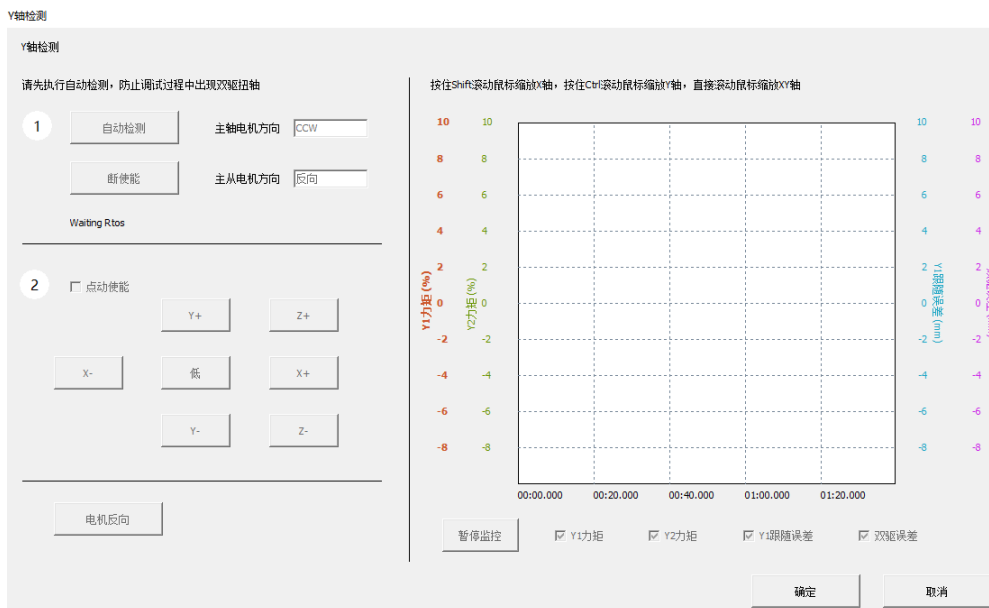 Y轴检测
Y轴检测
请先执行自动检测，防止调试过程中出现双驱扭轴
1
自动检测
主轴电机方向
CCW
断使能
主从电机方向
反向
Waiting Rtos
2
点动使能
Y+
Z+
X-
低
X+
Y-
Z-
电机反向
按住Shift滚动鼠标缩放X轴，按住Ctrl滚动鼠标缩放Y轴，直接滚动鼠标缩放XY轴
10 10 10 10
8 8 8 8
6 6 6 6
4 4 4 4
2 2 2 2
0 0 0 0
-2 -2 -2 -2
-4 -4 -4 -4
-6 -6 -6 -6
-8 -8 -8 -8
Y1力矩(%)
Y2力矩(%)
Y1跟随误差(mm)
00:00.000 00:20.000 00:40.000 01:00.000 01:20.000
暂停监控
Y1力矩
Y2力矩
Y1跟随误差
双驱误差
确定
取消